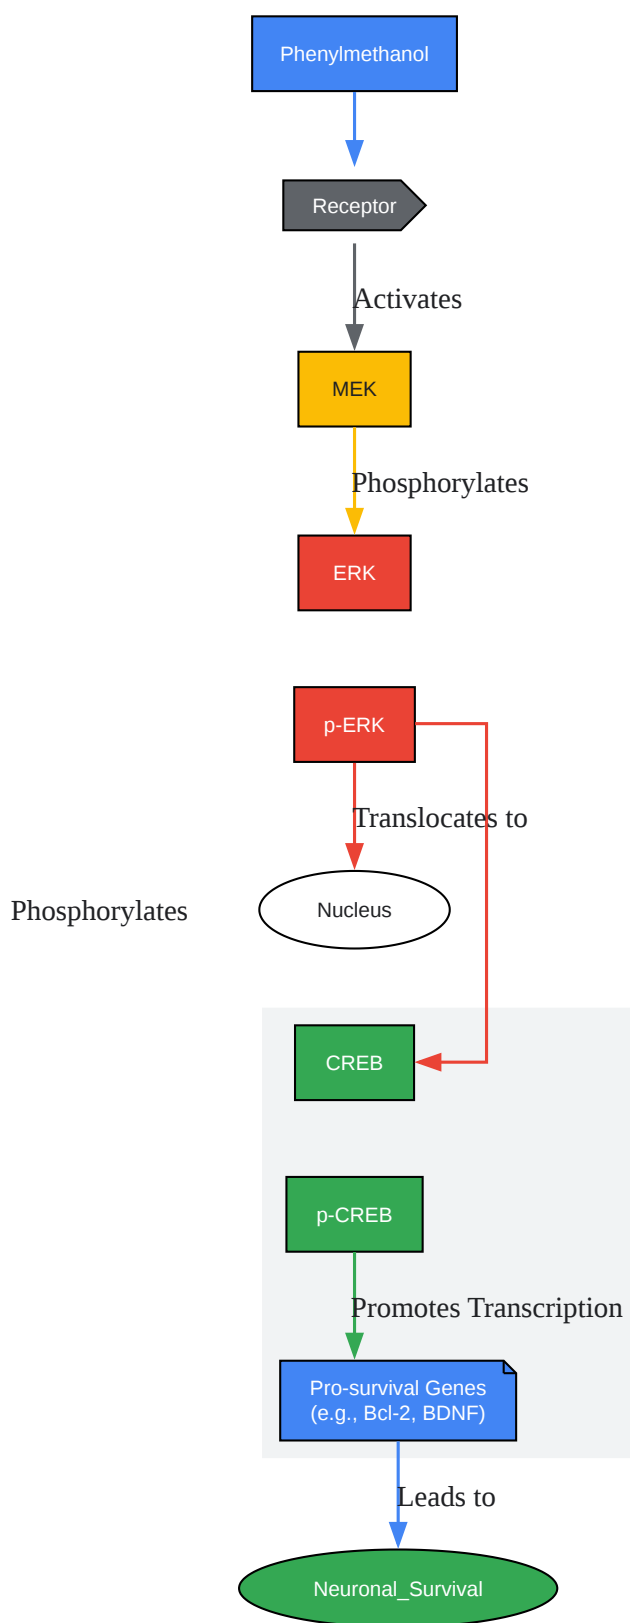 Phenylmethanol
Receptor
Activates
MEK
Phosphorylates
ERK
p-ERK
Translocates to
Phosphorylates
Nucleus
CREB
p-CREB
Promotes Transcription
Pro-survival Genes
(e.g., Bcl-2, BDNF)
Leads to
Neuronal_Survival